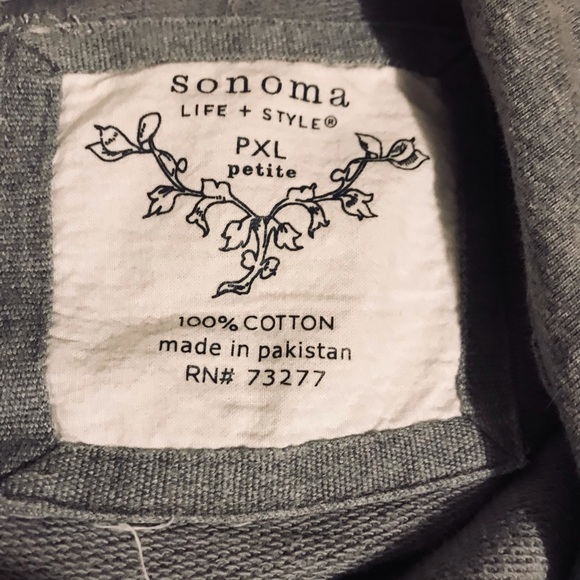 sonoma
LIFE + STYLE®
PXL
petite
100% COTTON
made in pakistan
RN# 73277